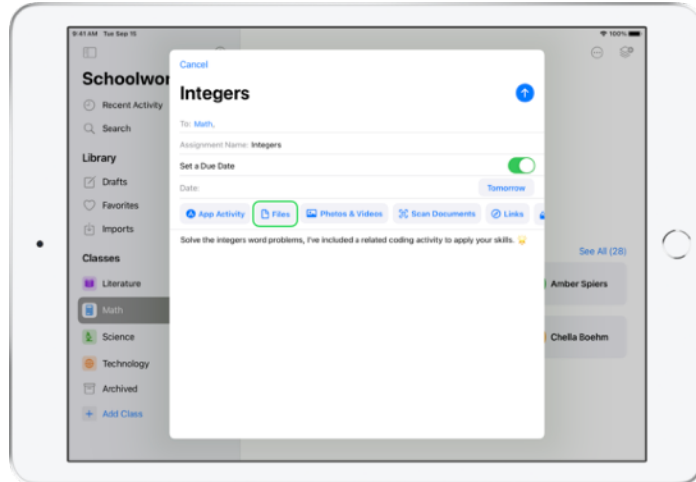 9:41 AM Tue Sep 15
100%
Schoolwor
Recent Activity
Search
Library
Drafts
Favorites
Imports
Classes
Literature
Math
Science
Technology
Archived
Add Class
Cancel
Integers
To: Math,
Assignment Name: Integers
Set a Due Date
Date: Tomorrow
App Activity Files Photos & Videos Scan Documents Links
Solve the integers word problems, I've included a related coding activity to apply your skills.
See All (28)
Amber Spiers
Chella Boehm